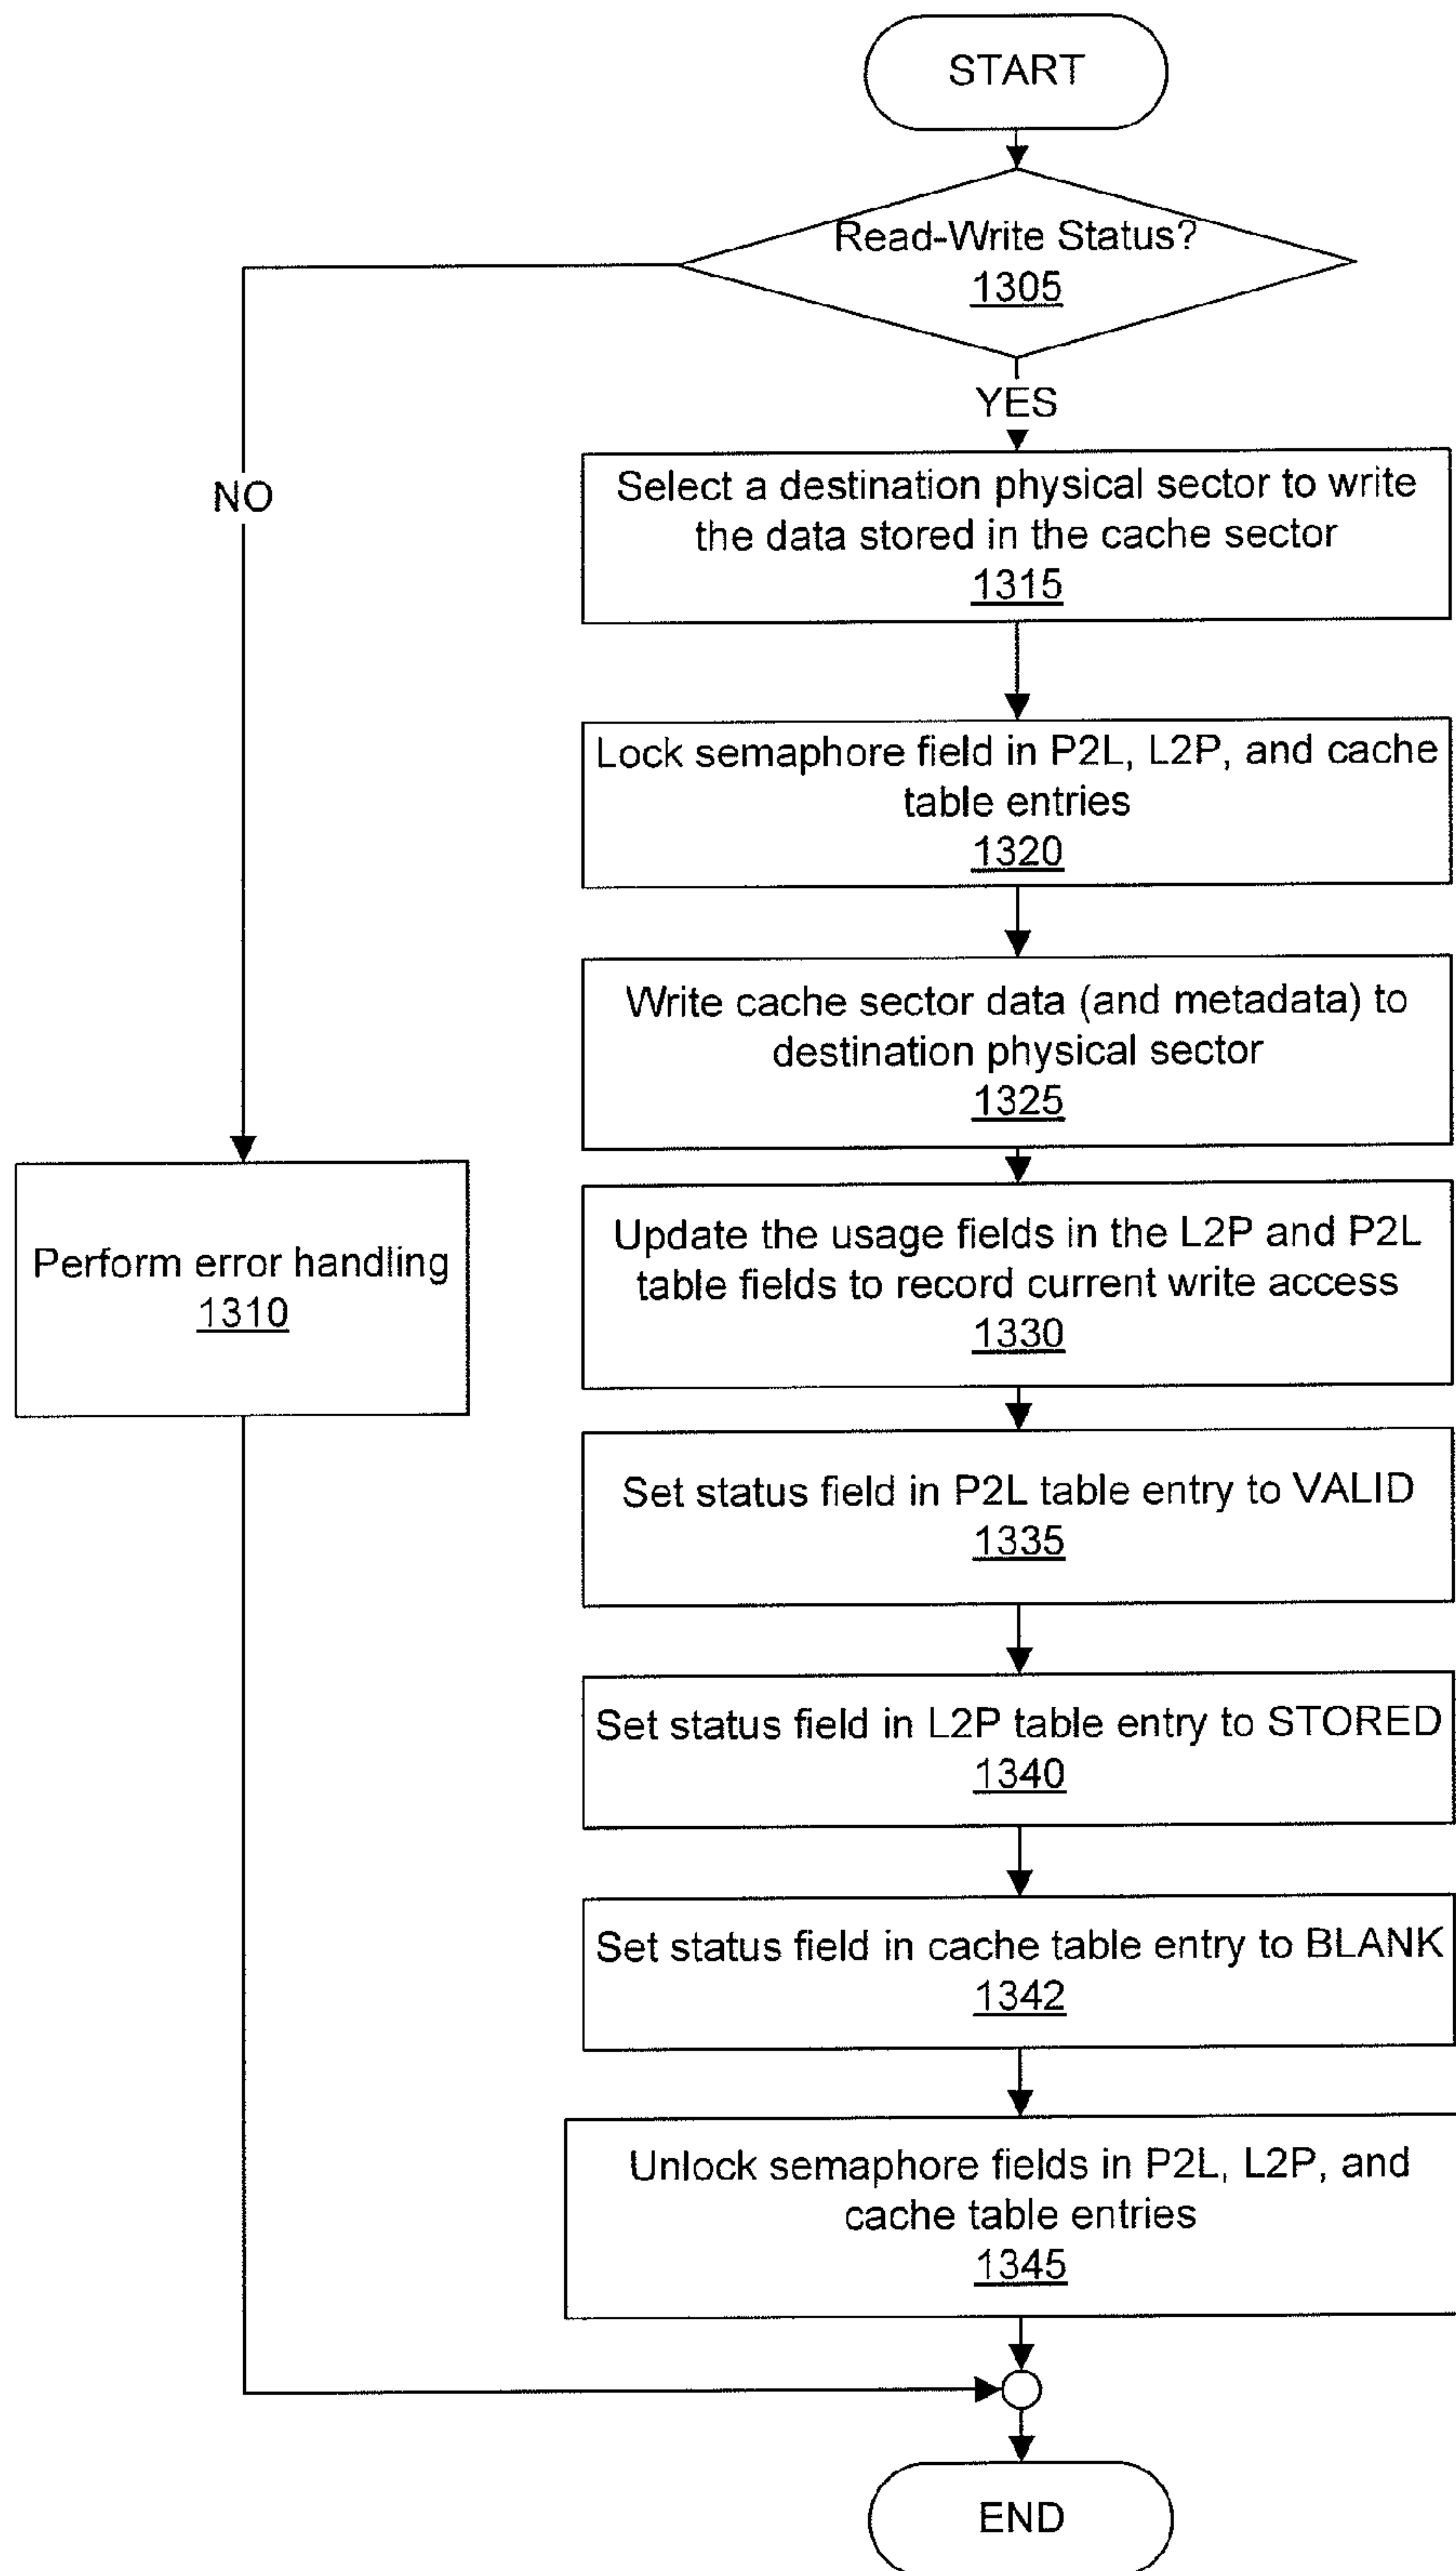 START
Read-Write Status?
1305
YES
NO
Select a destination physical sector to write
the data stored in the cache sector
1315
Lock semaphore field in P2L, L2P, and cache
table entries
1320
Write cache sector data (and metadata) to
destination physical sector
1325
Perform error handling
1310
Update the usage fields in the L2P and P2L
table fields to record current write access
1330
Set status field in P2L table entry to VALID
1335
Set status field in L2P table entry to STORED
1340
Set status field in cache table entry to BLANK
1342
Unlock semaphore fields in P2L, L2P, and
cache table entries
1345
END